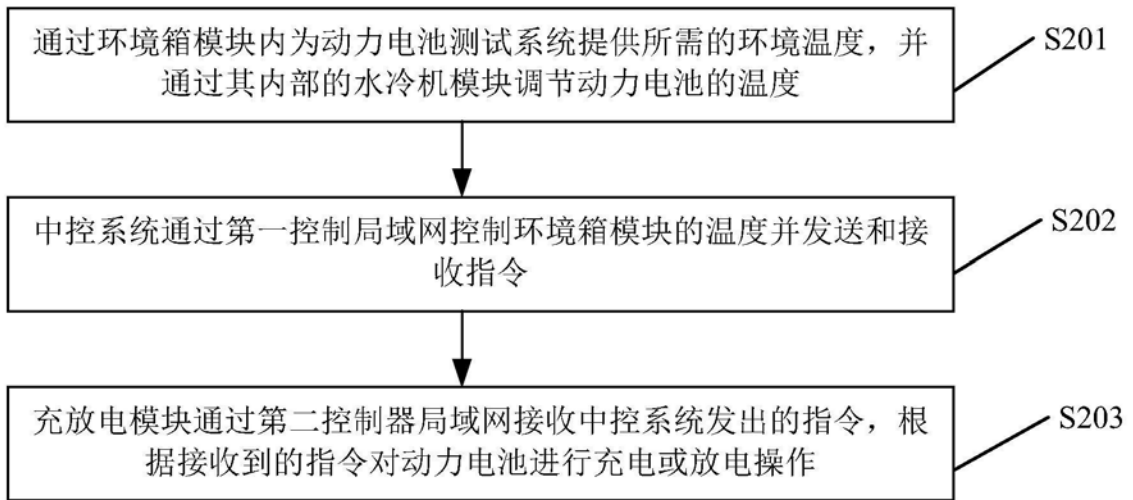 通过环境箱模块内为动力电池测试系统提供所需的环境温度，并
通过其内部的水冷机模块调节动力电池的温度
S201
中控系统通过第一控制局域网控制环境箱模块的温度并发送和接
收指令
S202
充放电模块通过第二控制器局域网接收中控系统发出的指令，根
据接收到的指令对动力电池进行充电或放电操作
S203